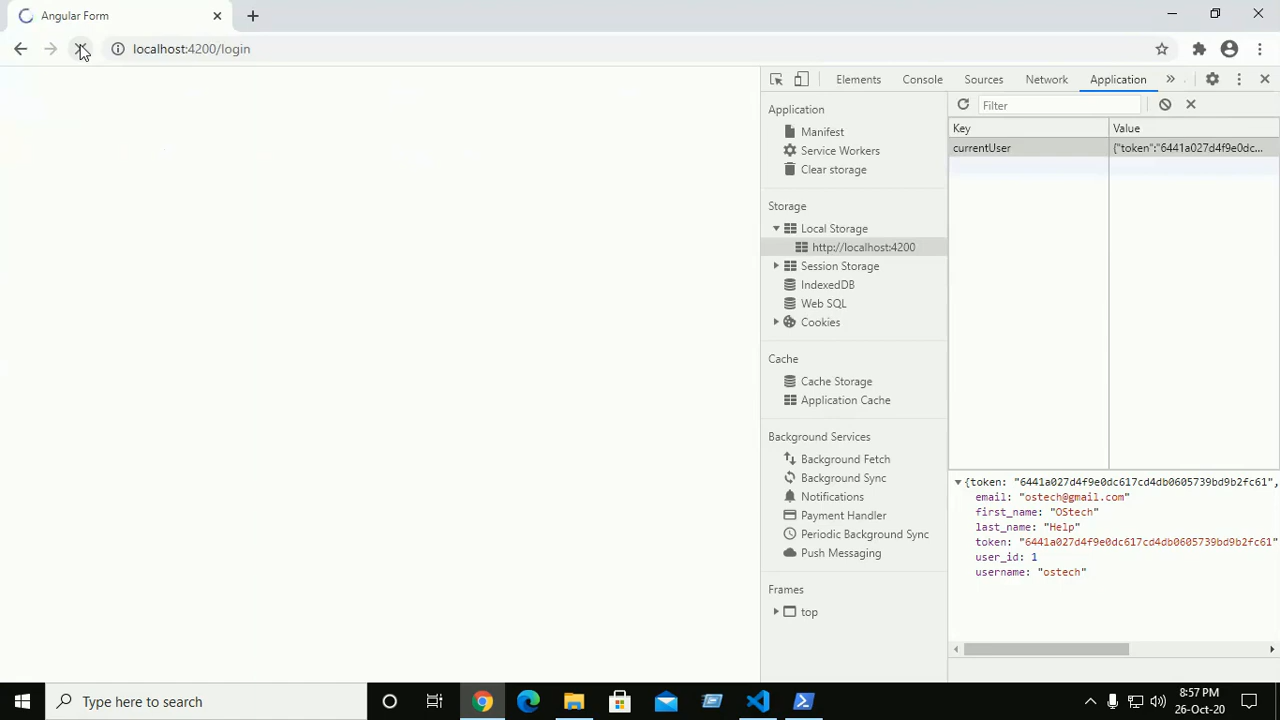 Angular Form
localhost:4200/login
Elements
Console
Sources
Network
Application
Application
Manifest
Service Workers
Clear storage
Storage
Local Storage
http://localhost:4200
Session Storage
IndexedDB
Web SQL
Cookies
Cache
Cache Storage
Application Cache
Background Services
Background Fetch
Background Sync
Notifications
Payment Handler
Periodic Background Sync
Push Messaging
Frames
top
Filter
Key Value
currentUser {"token":"6441a027d4f9e0dc...
{token: "6441a027d4f9e0dc617cd4db0605739bd9b2fc61",
email: "ostech@gmail.com"
first_name: "OStech"
last_name: "Help"
token: "6441a027d4f9e0dc617cd4db0605739bd9b2fc61"
user_id: 1
username: "ostech"
Type here to search
8:57 PM
26-Oct-20